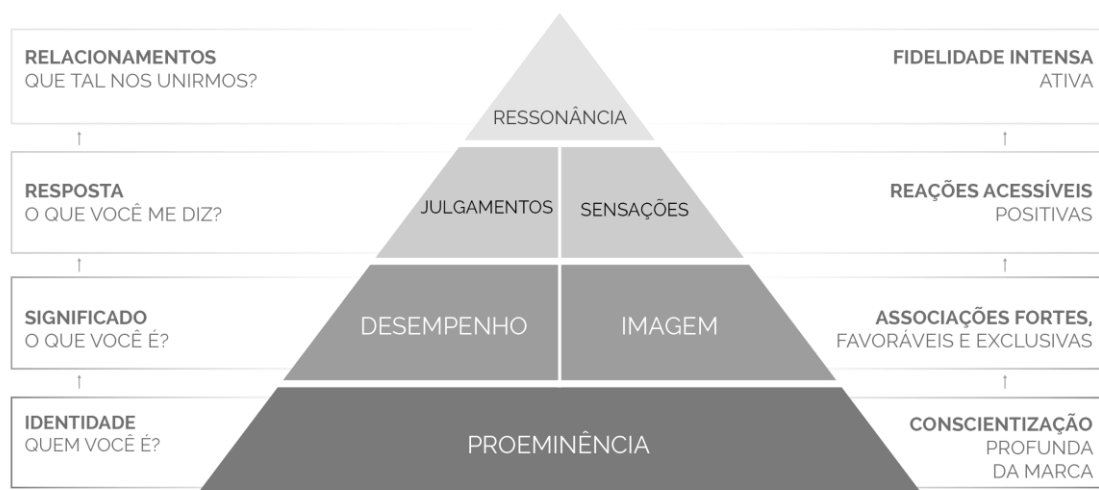 RELACIONAMENTOS
QUE TAL NOS UNIRMOS?
RESSONÂNCIA
FIDELIDADE INTENSA
ATIVA
RESPOSTA
O QUE VOCÊ ME DIZ?
JULGAMENTOS
SENSAÇÕES
REAÇÕES ACESSÍVEIS
POSITIVAS
SIGNIFICADO
O QUE VOCÊ É?
DESEMPENHO
IMAGEM
ASSOCIAÇÕES FORTES,
FAVORÁVEIS E EXCLUSIVAS
IDENTIDADE
QUEM VOCÊ É?
PROEMINÊNCIA
CONSCIENTIZAÇÃO
PROFUNDA
DA MARCA